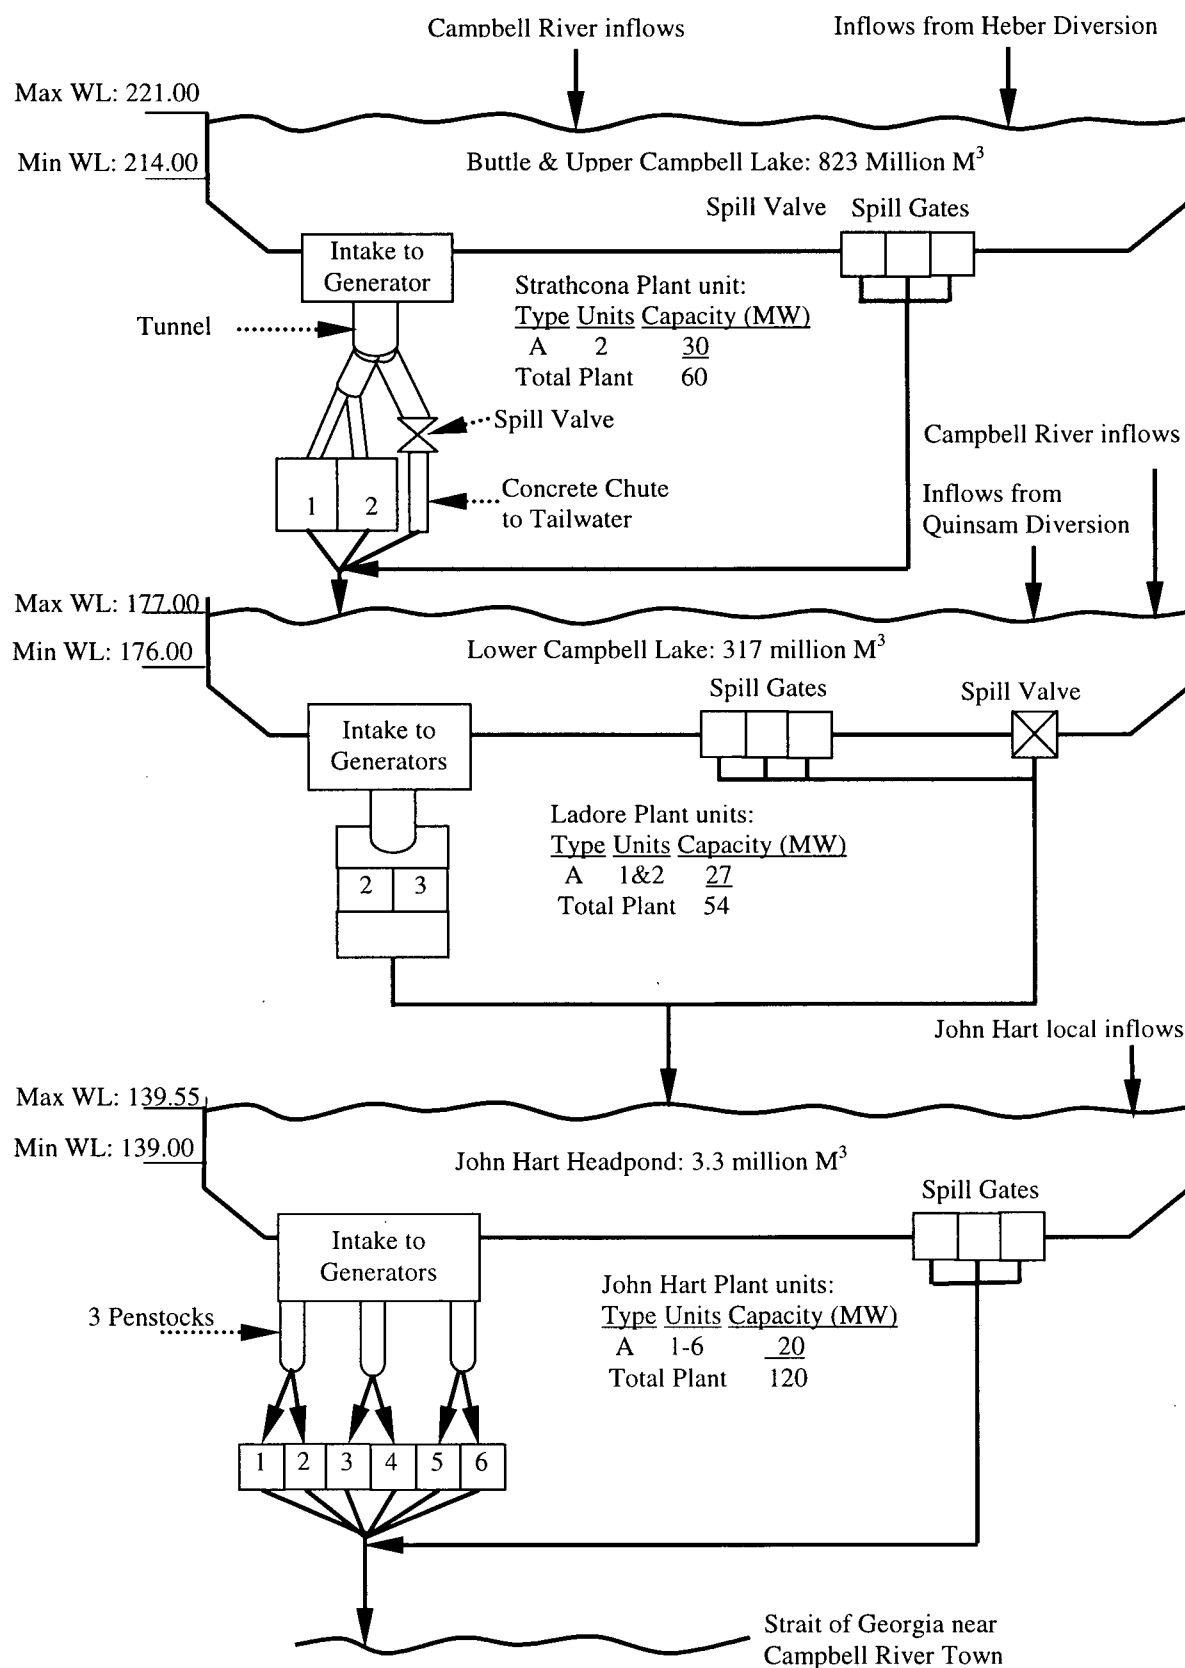 Campbell River inflows
Inflows from Heber Diversion
Max WL: 221.00
Min WL: 214.00
Buttle & Upper Campbell Lake: 823 Million M³
Spill Valve
Spill Gates
Intake to
Generator
Strathcona Plant unit:
Type Units Capacity (MW)
A 2 30
Total Plant 60
Tunnel
Spill Valve
Campbell River inflows
1 2
Concrete Chute
to Tailwater
Inflows from
Quinsam Diversion
Max WL: 177.00
Min WL: 176.00
Lower Campbell Lake: 317 million M³
Spill Gates
Spill Valve
Intake to
Generators
Ladore Plant units:
Type Units Capacity (MW)
A 1&2 27
Total Plant 54
2 3
John Hart local inflows
Max WL: 139.55
Min WL: 139.00
John Hart Headpond: 3.3 million M³
Spill Gates
Intake to
Generators
John Hart Plant units:
Type Units Capacity (MW)
A 1-6 20
Total Plant 120
3 Penstocks
1 2 3 4 5 6
Strait of Georgia near
Campbell River Town